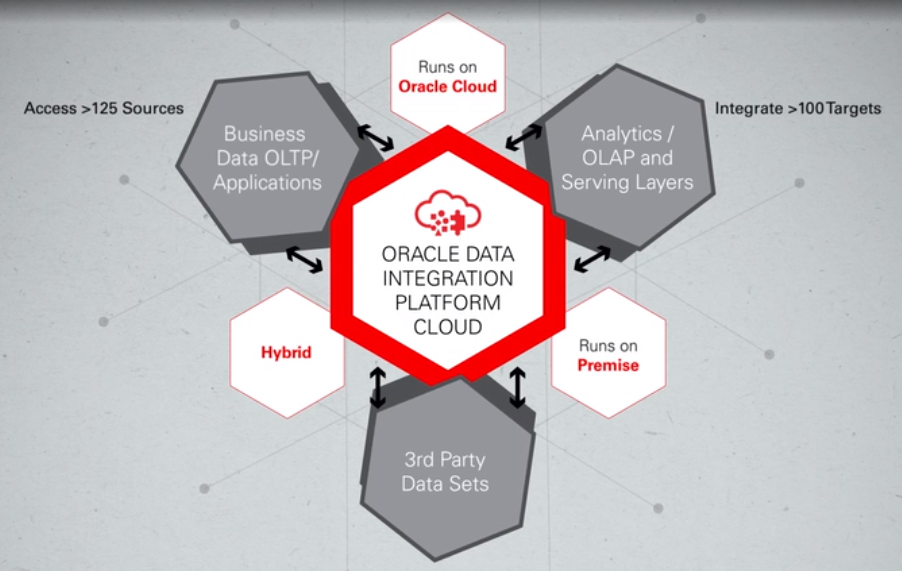 Runs on
Oracle Cloud
Access >125 Sources
Integrate >100 Targets
Business
Data OLTP/
Applications
Analytics /
OLAP and
Serving Layers
ORACLE DATA
INTEGRATION
PLATFORM
CLOUD
Hybrid
Runs on
Premise
3rd Party
Data Sets